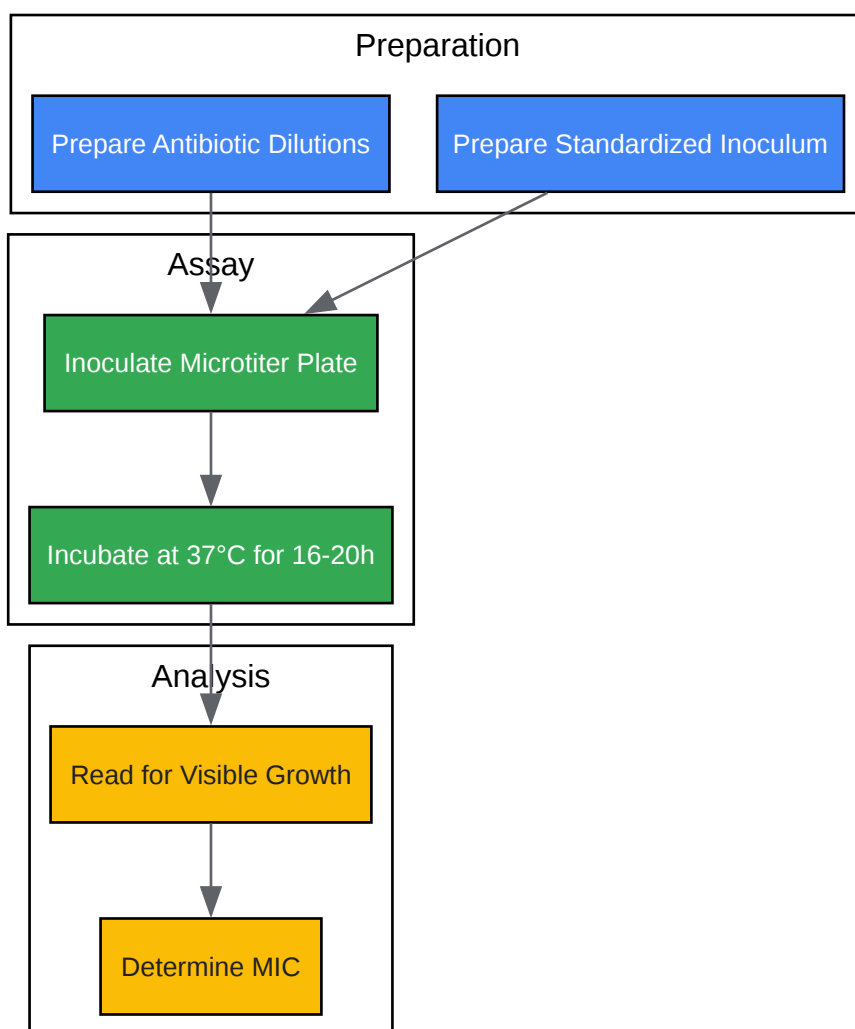 Preparation
Prepare Antibiotic Dilutions
Prepare Standardized Inoculum
Assay
Inoculate Microtiter Plate
Incubate at 37°C for 16-20h
Analysis
Read for Visible Growth
Determine MIC